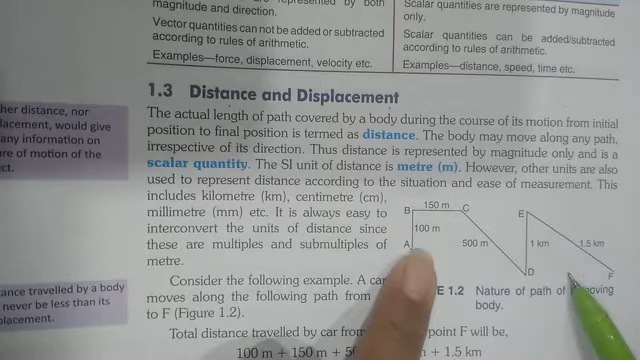 magnitude and direction.
Vector quantities can not be added or subtracted
according to rules of arithmetic.
Examples—force, displacement, velocity etc.
Scalar quantities are represented by magnitude
only.
Scalar quantities can be added/subtracted
according to rules of arithmetic.
Examples—distance, speed, time etc.
her distance, nor
lacement, would give
any information on
re of motion of the
ct.
1.3 Distance and Displacement
The actual length of path covered by a body during the course of its motion from initial
position to final position is termed as distance. The body may move along any path,
irrespective of its direction. Thus distance is represented by magnitude only and is a
scalar quantity. The SI unit of distance is metre (m). However, other units are also
used to represent distance according to the situation and ease of measurement. This
includes kilometre (km), centimetre (cm),
millimetre (mm) etc. It is always easy to
interconvert the units of distance since
these are multiples and submultiples of
metre.
B 150 m C
100 m
A
500 m
E
1 km
1.5 km
D
F
E 1.2 Nature of path of moving
body.
ance travelled by a body
never be less than its
placement.
Consider the following example. A car
moves along the following path from
to F (Figure 1.2).
Total distance travelled by car from point F will be,
100 m + 150 m + 50 m + 1.5 km